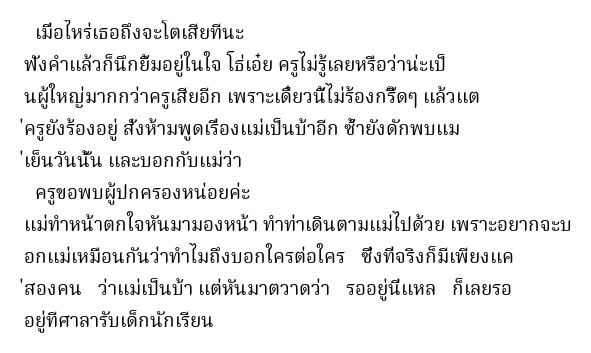 เมื่อไหร่เธอถึงจะโตเสียทีนะ
ฟังคำแล้วก็นึกยิ้มอยู่ในใจ โธ่เอ๋ย ครูไม่รู้เลยหรือว่าน่ะเป็
นผู้ใหญ่มากกว่าครูเสียอีก เพราะเดี๋ยวนี้ไม่ร้องกรี๊ดๆ แล้วแต
่ครูยังร้องอยู่ สั่งห้ามพูดเรื่องแม่เป็นบ้าอีก ซ้ำยังดักพบแม
่เย็นวันนั้น และบอกกับแม่ว่า
ครูขอพบผู้ปกครองหน่อยค่ะ
แม่ทำหน้าตกใจหันมามองหน้า ทำท่าเดินตามแม่ไปด้วย เพราะอยากจะบ
อกแม่เหมือนกันว่าทำไมถึงบอกใครต่อใคร ซึ่งที่จริงก็มีเพียงแค
่สองคน ว่าแม่เป็นบ้า แต่หันมาตวาดว่า รออยู่นี่แหล ก็เลยรอ
อยู่ที่ศาลารับเด็กนักเรียน